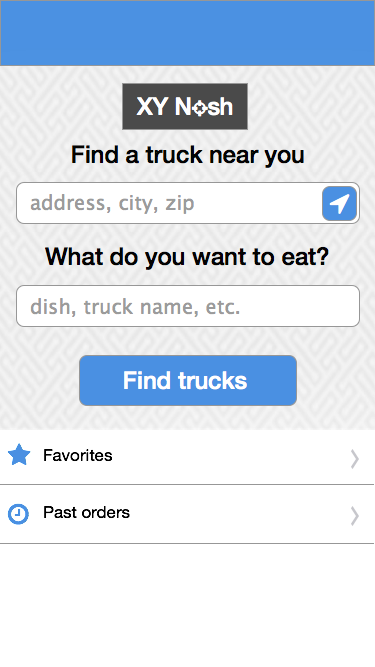 XY Nosh
Find a truck near you
address, city, zip
What do you want to eat?
dish, truck name, etc.
Find trucks
Favorites
Past orders